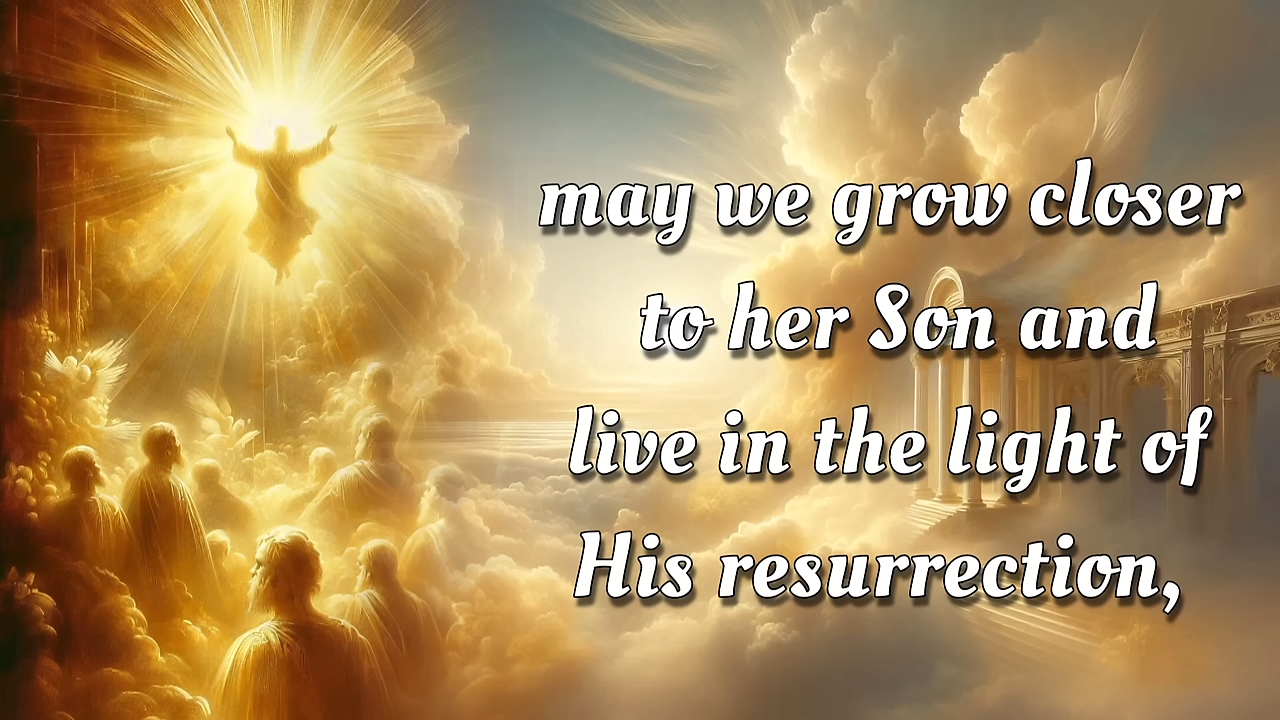 may we grow closer
to her Son and
live in the light of
His resurrection,